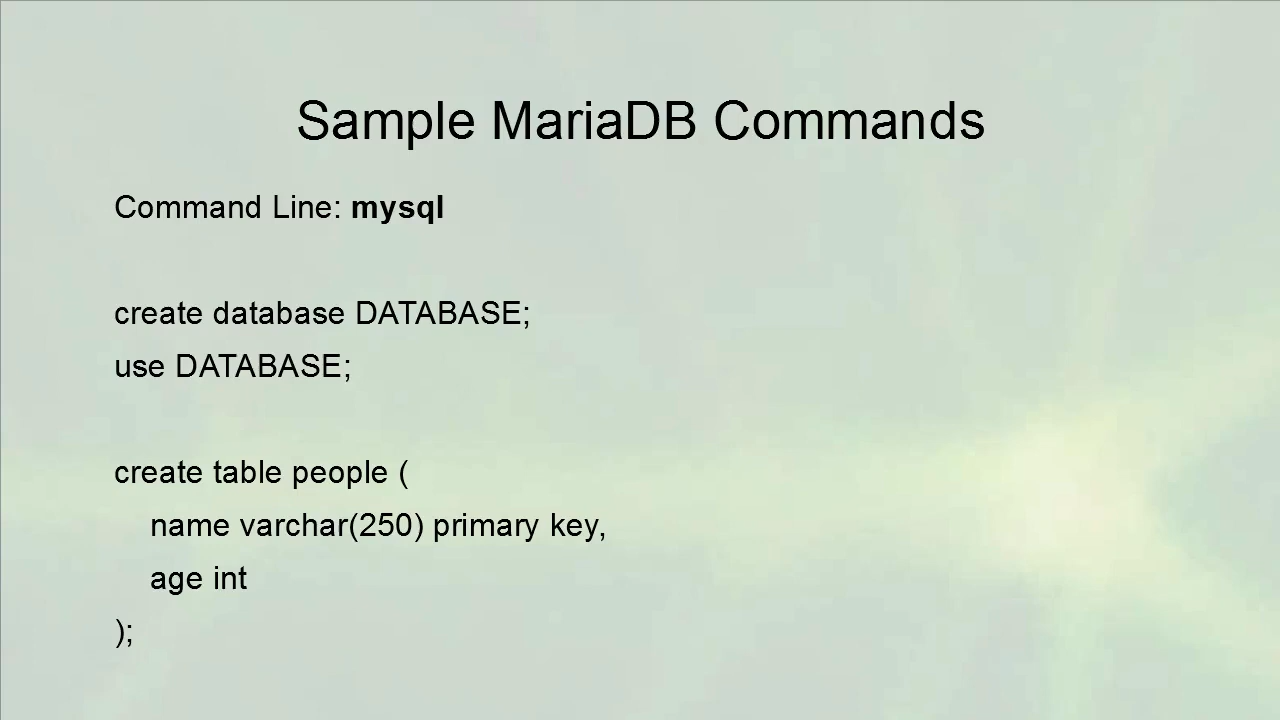 Sample MariaDB Commands
Command Line: mysql
create database DATABASE;
use DATABASE;
create table people (
name varchar(250) primary key,
age int
);